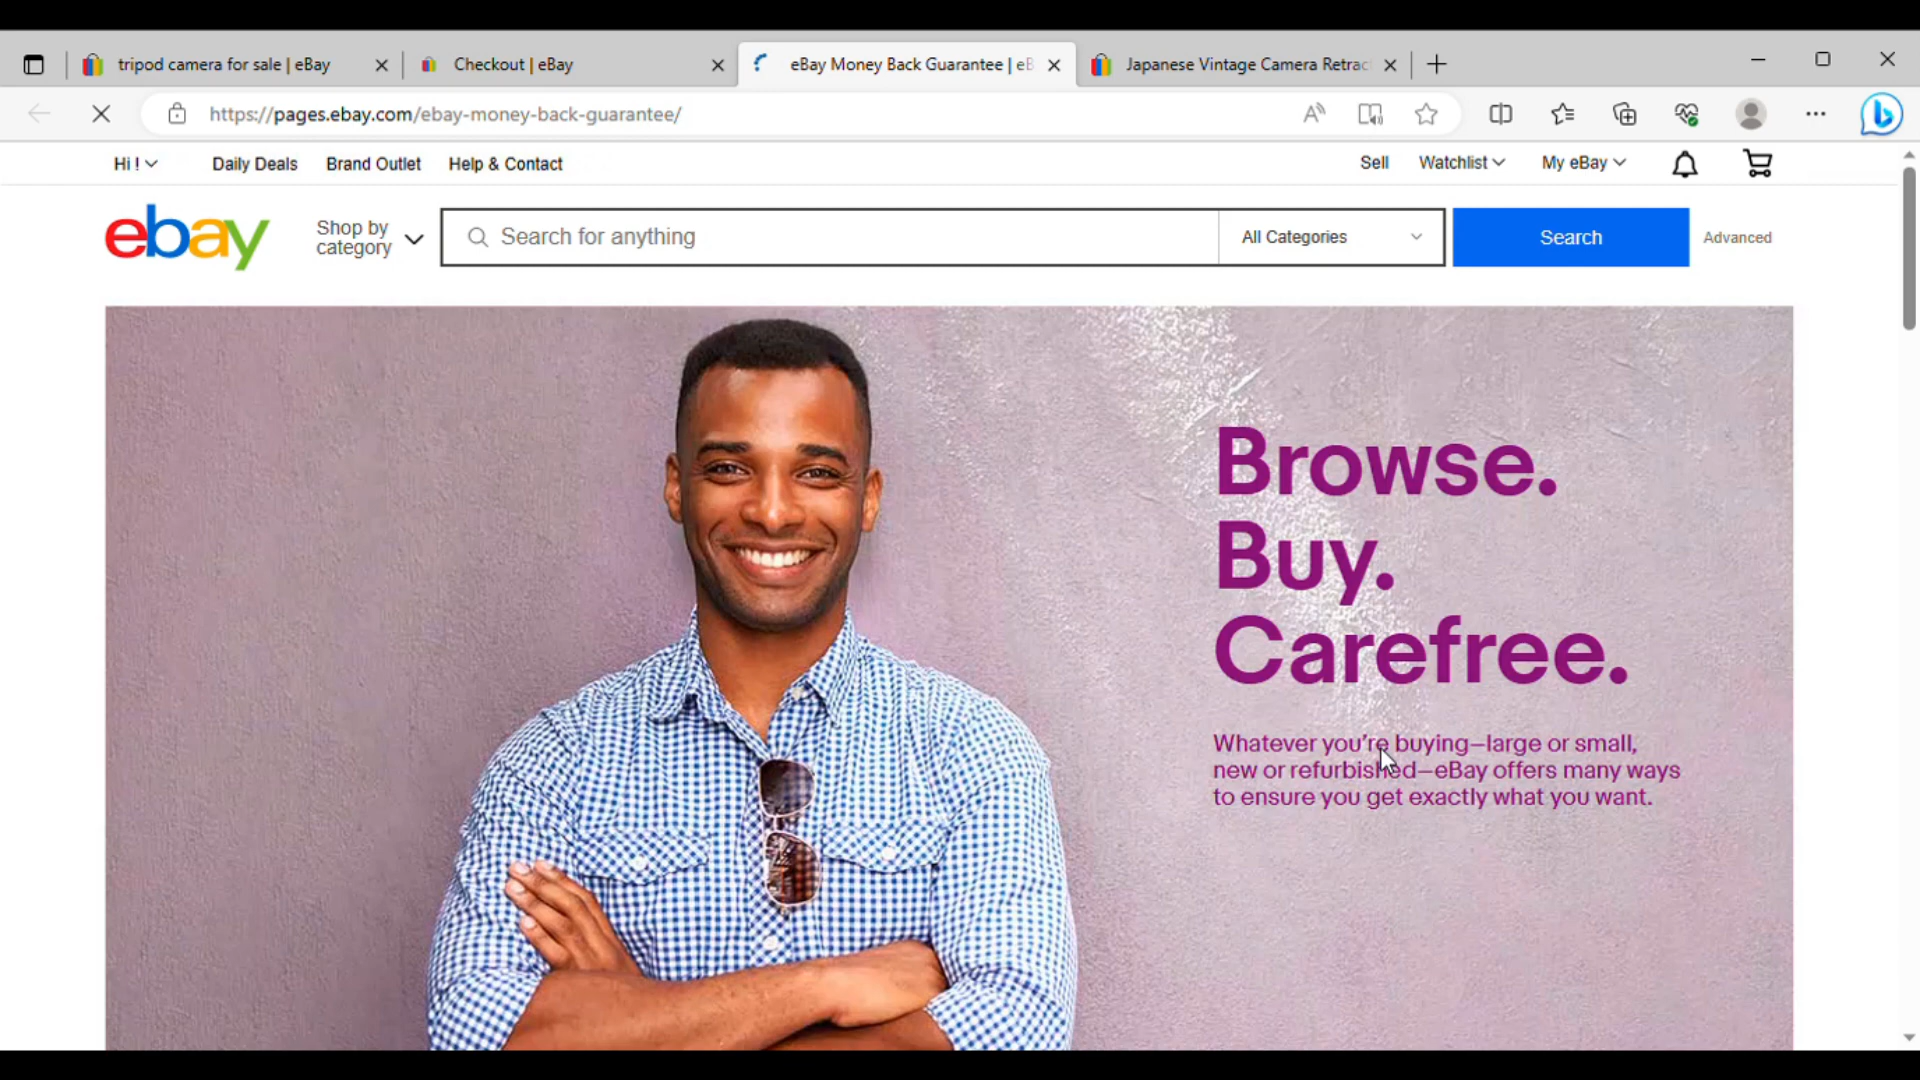 tripod camera for sale | eBay
Checkout | eBay
eBay Money Back Guarantee | eB
Japanese Vintage Camera Retrac
https://pages.ebay.com/ebay-money-back-guarantee/
Hi !
Daily Deals
Brand Outlet
Help & Contact
Sell
Watchlist
My eBay
ebay
Shop by
category
Search for anything
All Categories
Search
Advanced
Browse.
Buy.
Carefree.
Whatever you're buying—large or small,
new or refurbished—eBay offers many ways
to ensure you get exactly what you want.